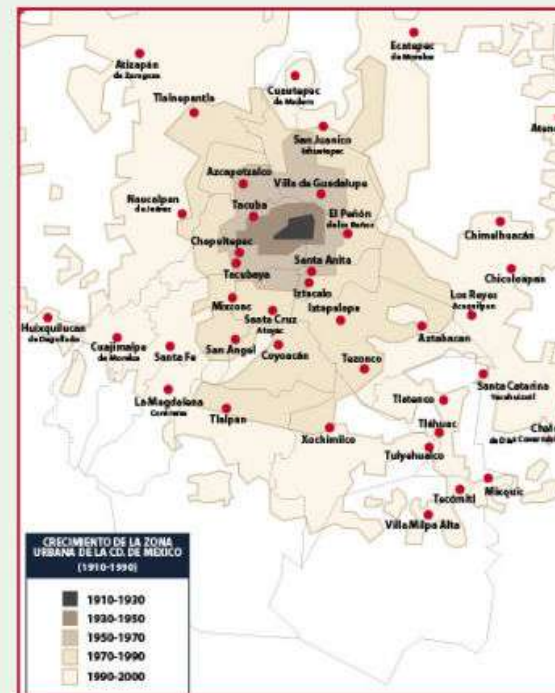 Ecatepec
de Morelos
Atizapán
de Zaragoza
Cuautepec
de Madero
Tlalnepantla
San Juanico
Ixhuatepec
Azcapotzalco
Villa de Guadalupe
Naucalpan
de Juárez
Tacuba
El Peñón
de los Baños
Chimalhuacán
Chapultepec
Santa Anita
Tacubaya
Chicoloapan
Iztacalco
Mixcoac
Los Reyes
Acaquilpan
Santa Cruz
Atoyac
Iztapalapa
Huixquilucan
de Degollado
Cuajimalpa
de Morelos
Santa Fe
San Ángel
Coyoacán
Aztahacan
Tezonco
La Magdalena
Contreras
Tlaltenco
Santa Catarina
Yecahuizotl
Tlalpan
Xochimilco
Tláhuac
Tulyehualco
Tecómitl
Mixquic
Villa Milpa Alta
CRECIMIENTO DE LA ZONA
URBANA DE LA CD. DE MÉXICO
(1910-1990)
1910-1930
1930-1950
1950-1970
1970-1990
1990-2000